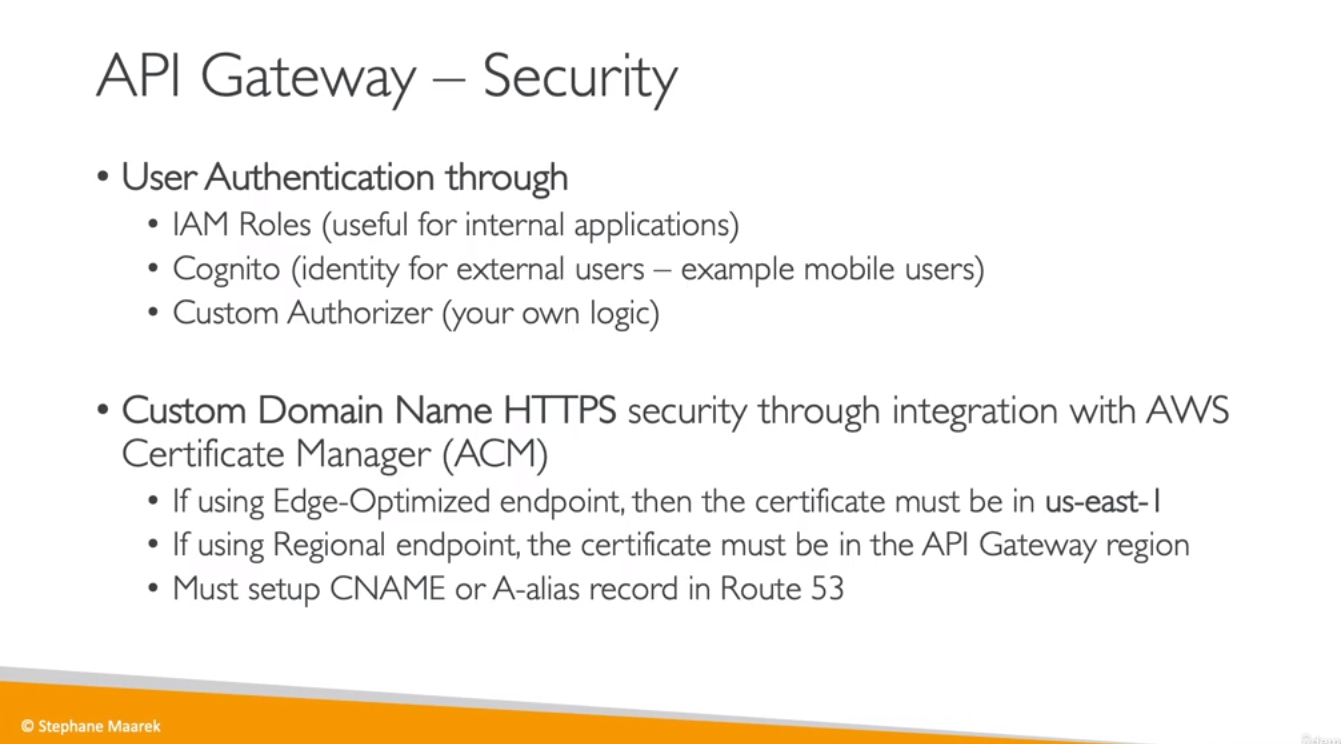 API Gateway – Security
• User Authentication through
• IAM Roles (useful for internal applications)
• Cognito (identity for external users – example mobile users)
• Custom Authorizer (your own logic)
• Custom Domain Name HTTPS security through integration with AWS
Certificate Manager (ACM)
• If using Edge-Optimized endpoint, then the certificate must be in us-east-1
• If using Regional endpoint, the certificate must be in the API Gateway region
• Must setup CNAME or A-alias record in Route 53
© Stephane Maarek